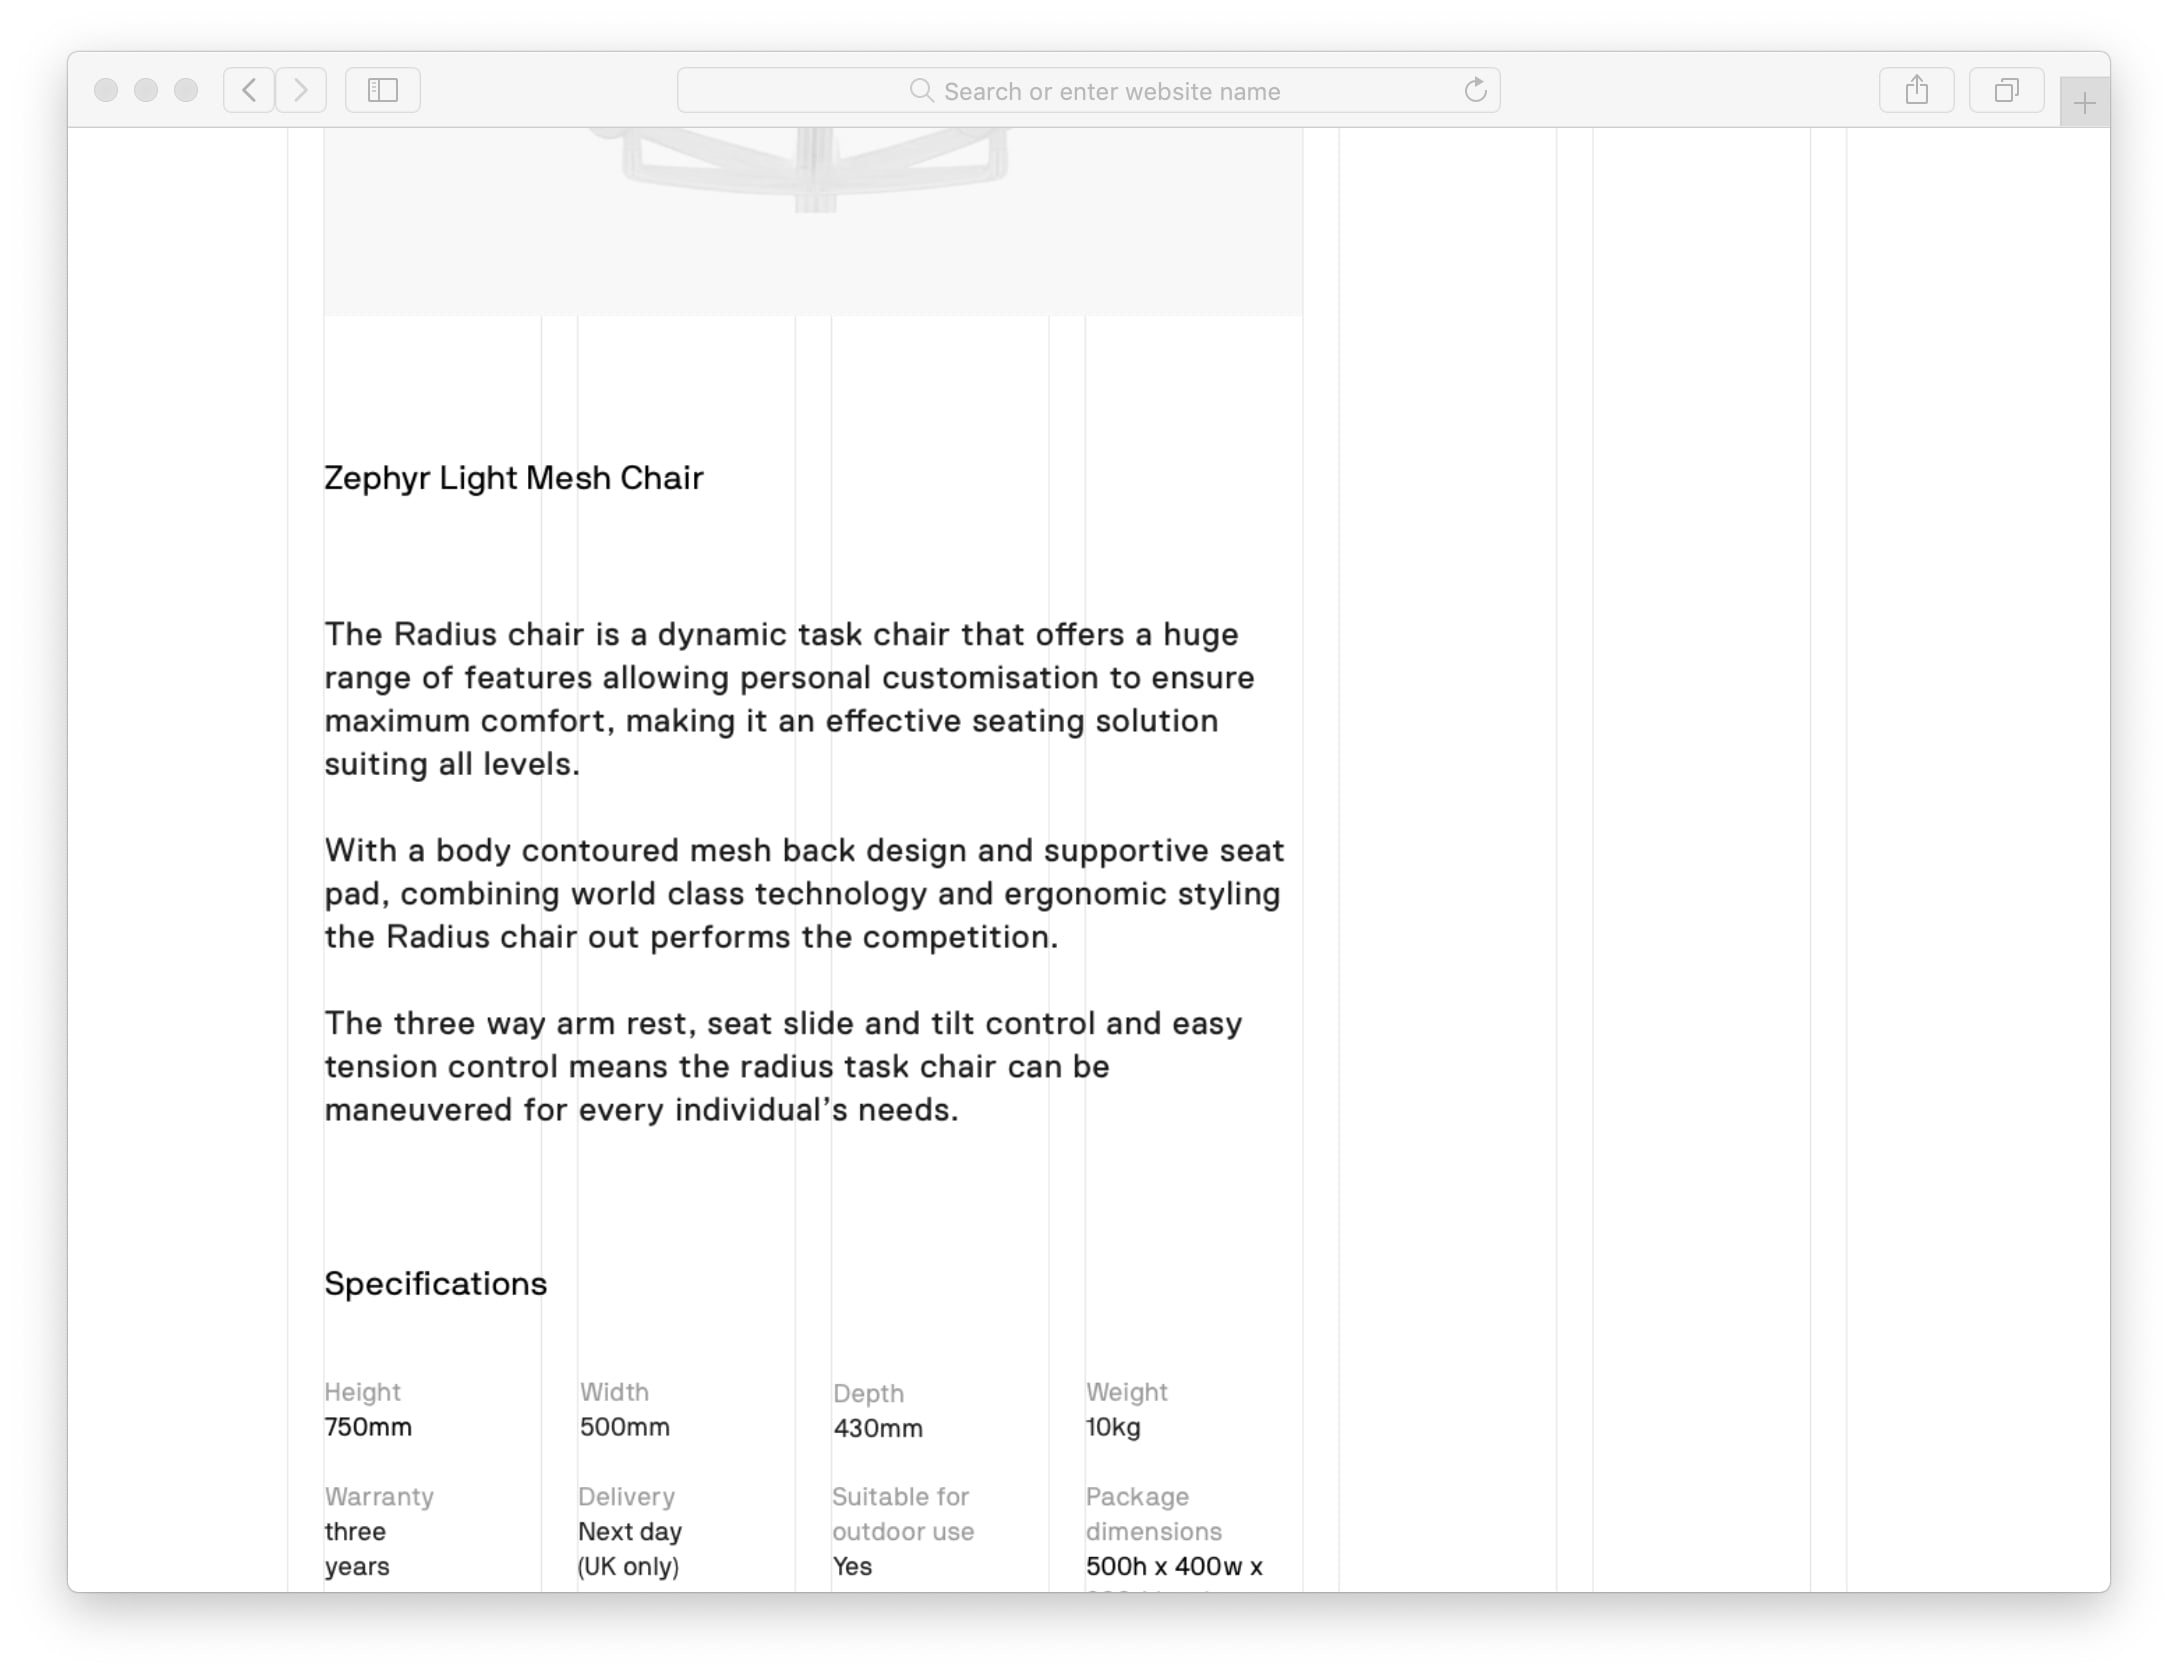 Search or enter website name
Zephyr Light Mesh Chair
The Radius chair is a dynamic task chair that offers a huge
range of features allowing personal customisation to ensure
maximum comfort, making it an effective seating solution
suiting all levels.
With a body contoured mesh back design and supportive seat
pad, combining world class technology and ergonomic styling
the Radius chair out performs the competition.
The three way arm rest, seat slide and tilt control and easy
tension control means the radius task chair can be
maneuvered for every individual’s needs.
Specifications
Height
750mm
Width
500mm
Depth
430mm
Weight
10kg
Warranty
three
years
Delivery
Next day
(UK only)
Suitable for
outdoor use
Yes
Package
dimensions
500h x 400w x